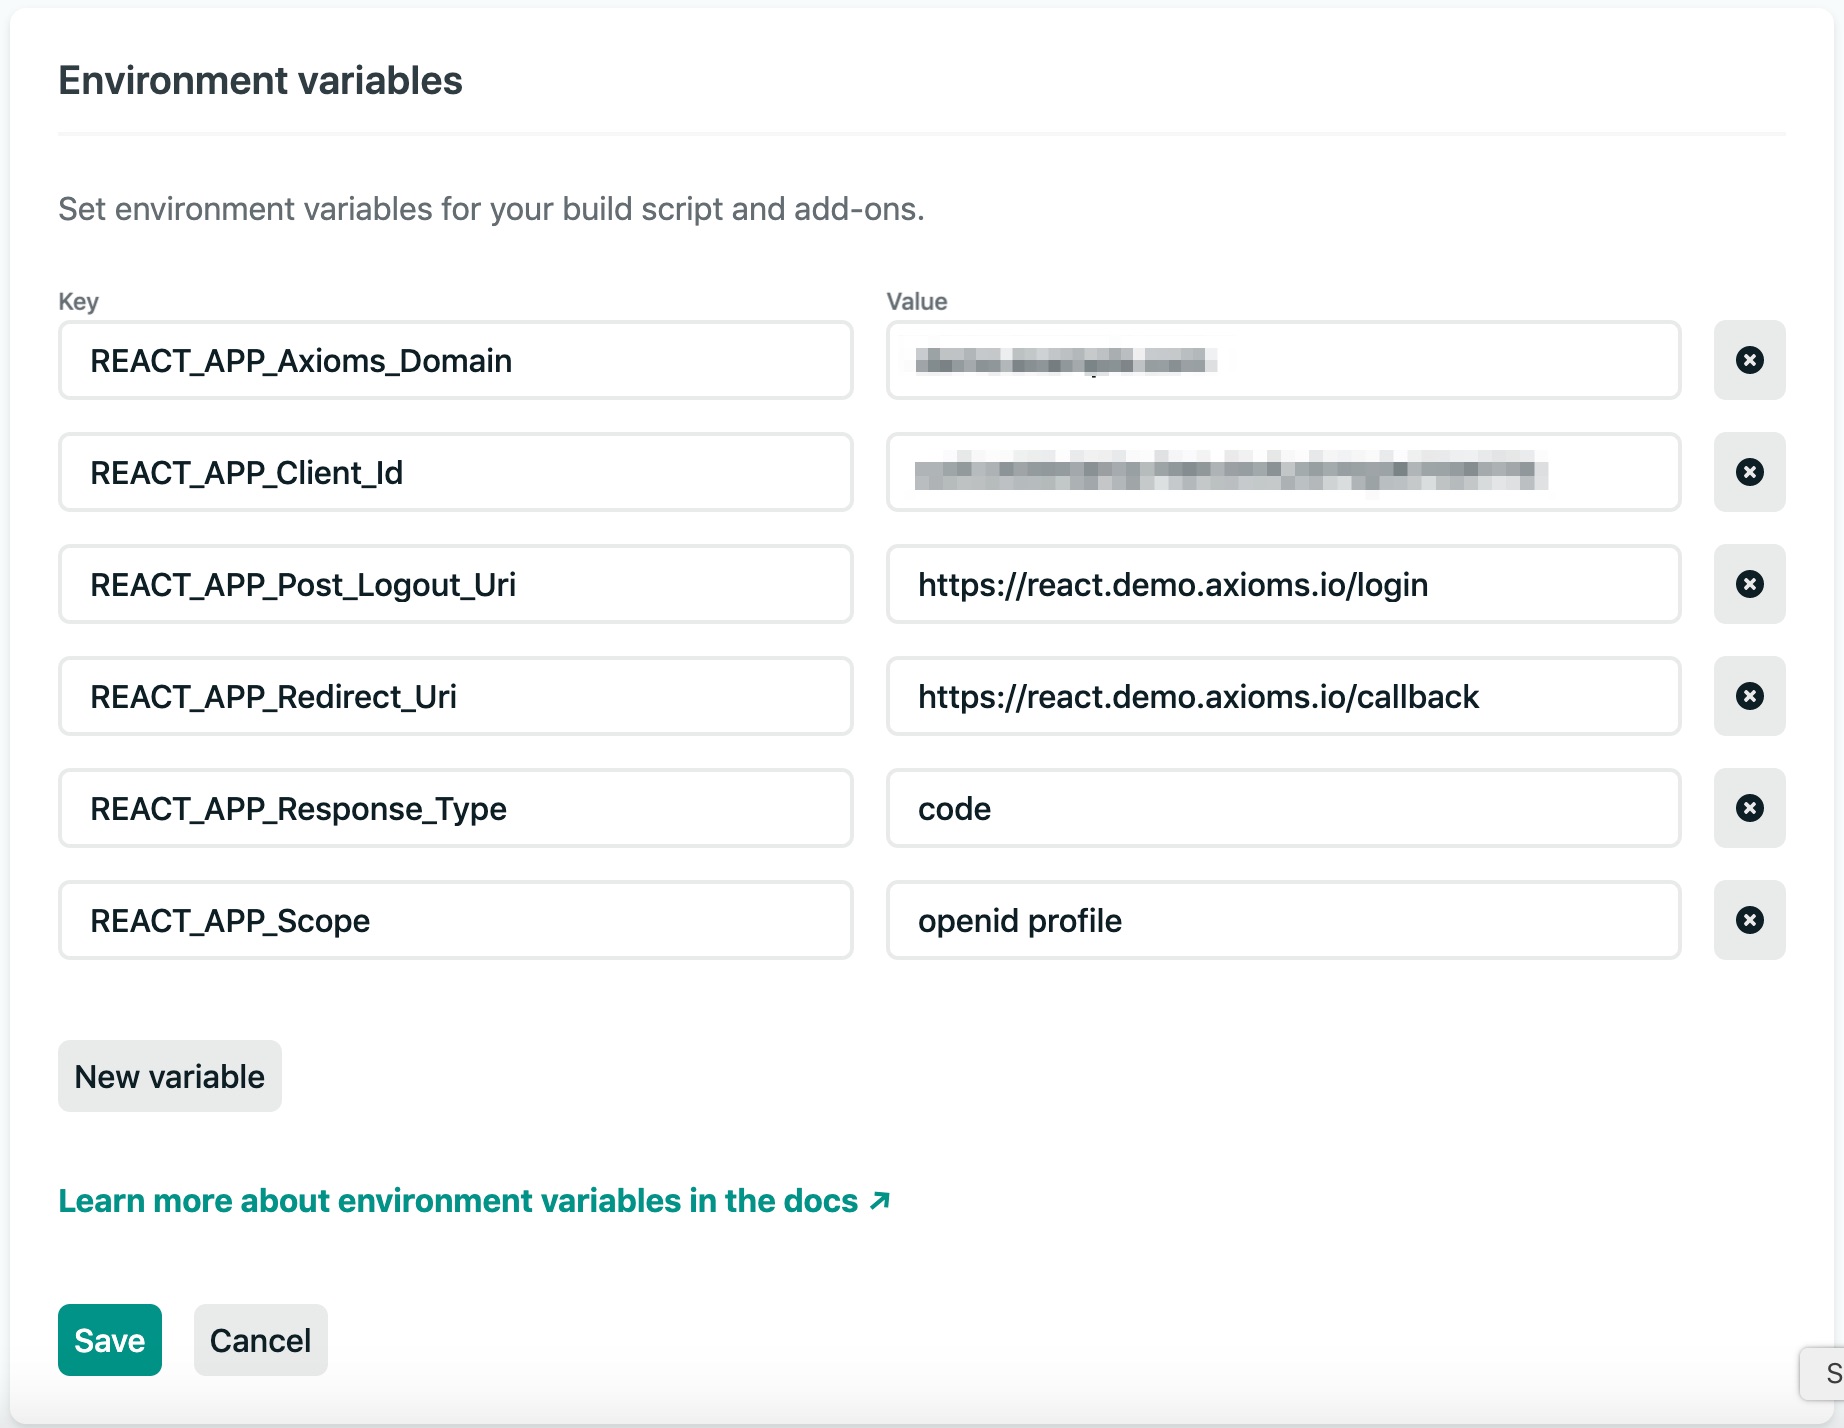 Environment variables
Set environment variables for your build script and add-ons.
Key Value
REACT_APP_Axioms_Domain
REACT_APP_Client_Id
REACT_APP_Post_Logout_Uri https://react.demo.axioms.io/login
REACT_APP_Redirect_Uri https://react.demo.axioms.io/callback
REACT_APP_Response_Type code
REACT_APP_Scope openid profile
New variable
Learn more about environment variables in the docs ↗
Save Cancel
S